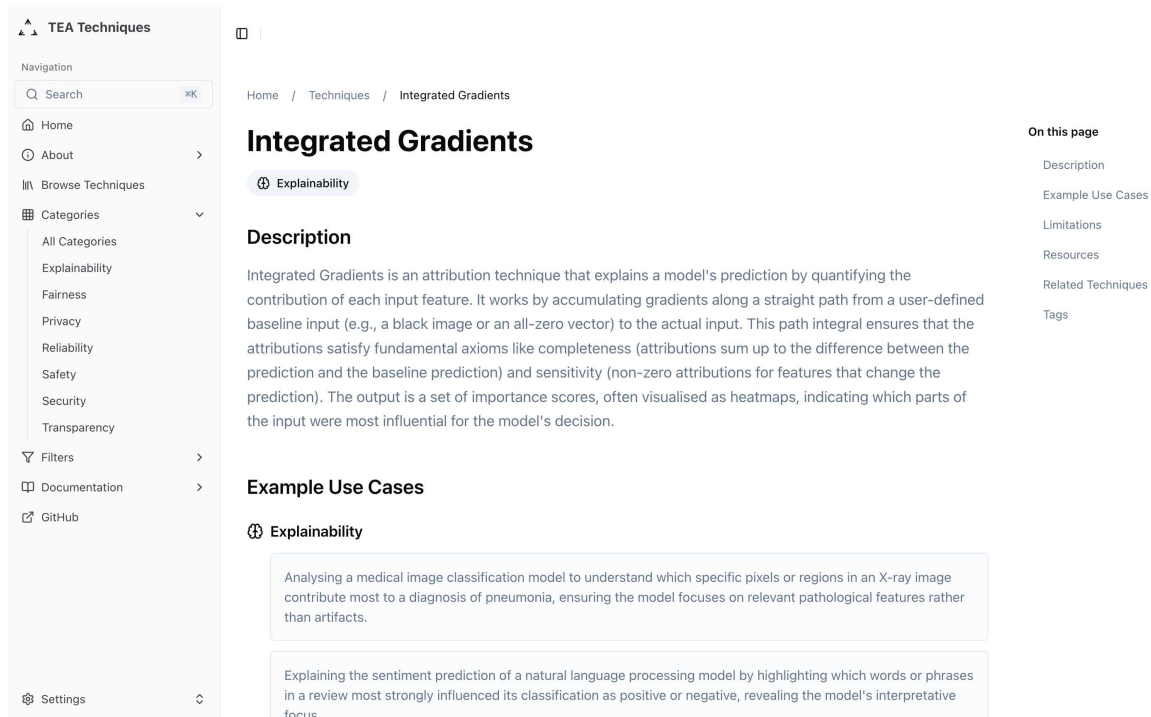 TEA Techniques
Navigation
Search ⌘K
Home
About
Browse Techniques
Categories
All Categories
Explainability
Fairness
Privacy
Reliability
Safety
Security
Transparency
Filters
Documentation
GitHub
Settings
Home / Techniques / Integrated Gradients
Integrated Gradients
Explainability
Description
Integrated Gradients is an attribution technique that explains a model's prediction by quantifying the
contribution of each input feature. It works by accumulating gradients along a straight path from a user-defined
baseline input (e.g., a black image or an all-zero vector) to the actual input. This path integral ensures that the
attributions satisfy fundamental axioms like completeness (attributions sum up to the difference between the
prediction and the baseline prediction) and sensitivity (non-zero attributions for features that change the
prediction). The output is a set of importance scores, often visualised as heatmaps, indicating which parts of
the input were most influential for the model's decision.
Example Use Cases
Explainability
Analysing a medical image classification model to understand which specific pixels or regions in an X-ray image
contribute most to a diagnosis of pneumonia, ensuring the model focuses on relevant pathological features rather
than artifacts.
Explaining the sentiment prediction of a natural language processing model by highlighting which words or phrases
in a review most strongly influenced its classification as positive or negative, revealing the model's interpretative
focus.
On this page
Description
Example Use Cases
Limitations
Resources
Related Techniques
Tags